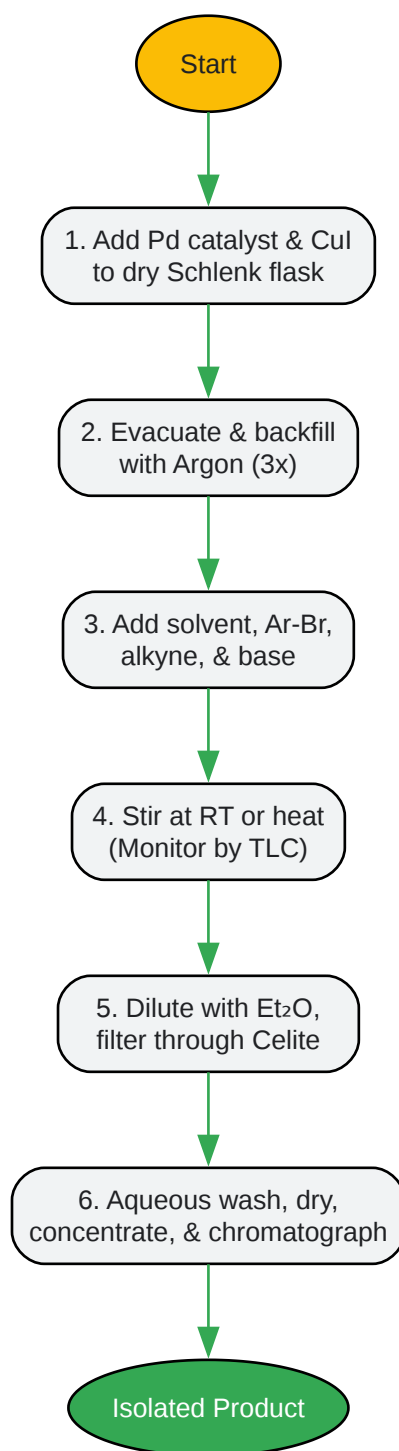 Start
1. Add Pd catalyst & CuI
to dry Schlenk flask
2. Evacuate & backfill
with Argon (3x)
3. Add solvent, Ar-Br,
alkyne, & base
4. Stir at RT or heat
(Monitor by TLC)
5. Dilute with Et₂O,
filter through Celite
6. Aqueous wash, dry,
concentrate, & chromatograph
Isolated Product